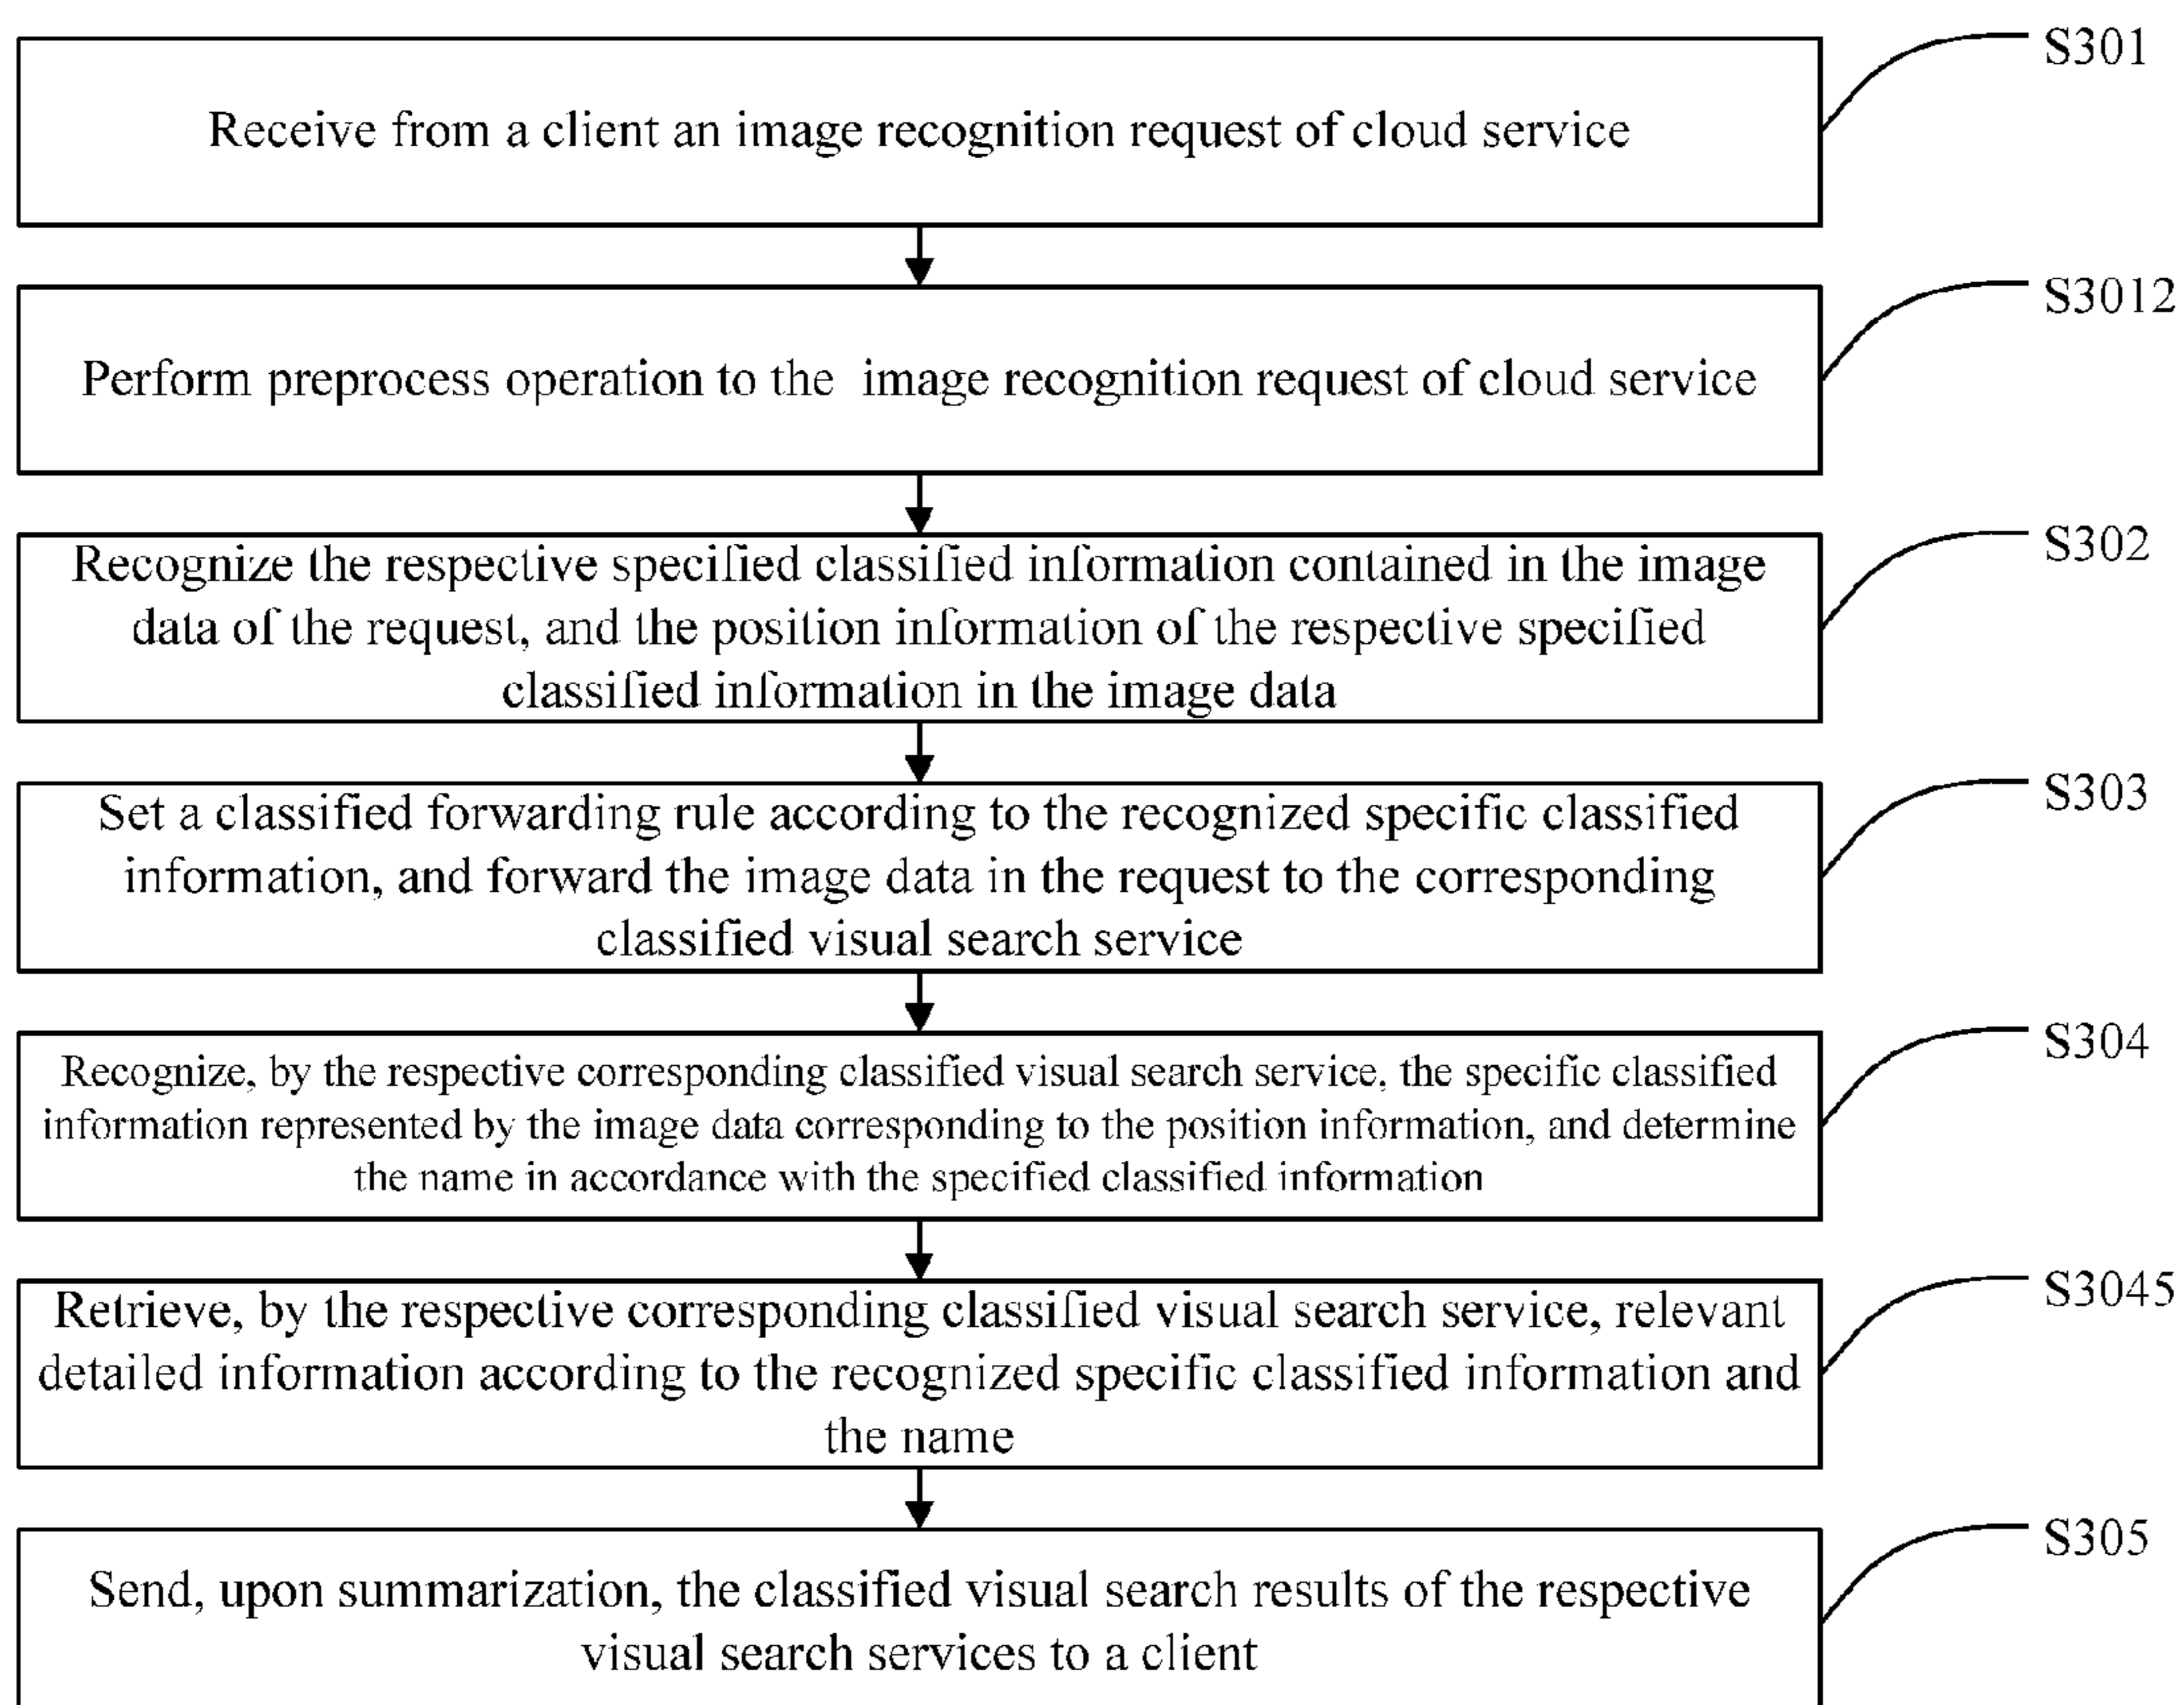 S301
Receive from a client an image recognition request of cloud service
S3012
Perform preprocess operation to the image recognition request of cloud service
S302
Recognize the respective specified classified information contained in the image
data of the request, and the position information of the respective specified
classified information in the image data
S303
Set a classified forwarding rule according to the recognized specific classified
information, and forward the image data in the request to the corresponding
classified visual search service
S304
Recognize, by the respective corresponding classified visual search service, the specific classified
information represented by the image data corresponding to the position information, and determine
the name in accordance with the specified classified information
S3045
Retrieve, by the respective corresponding classified visual search service, relevant
detailed information according to the recognized specific classified information and
the name
S305
Send, upon summarization, the classified visual search results of the respective
visual search services to a client